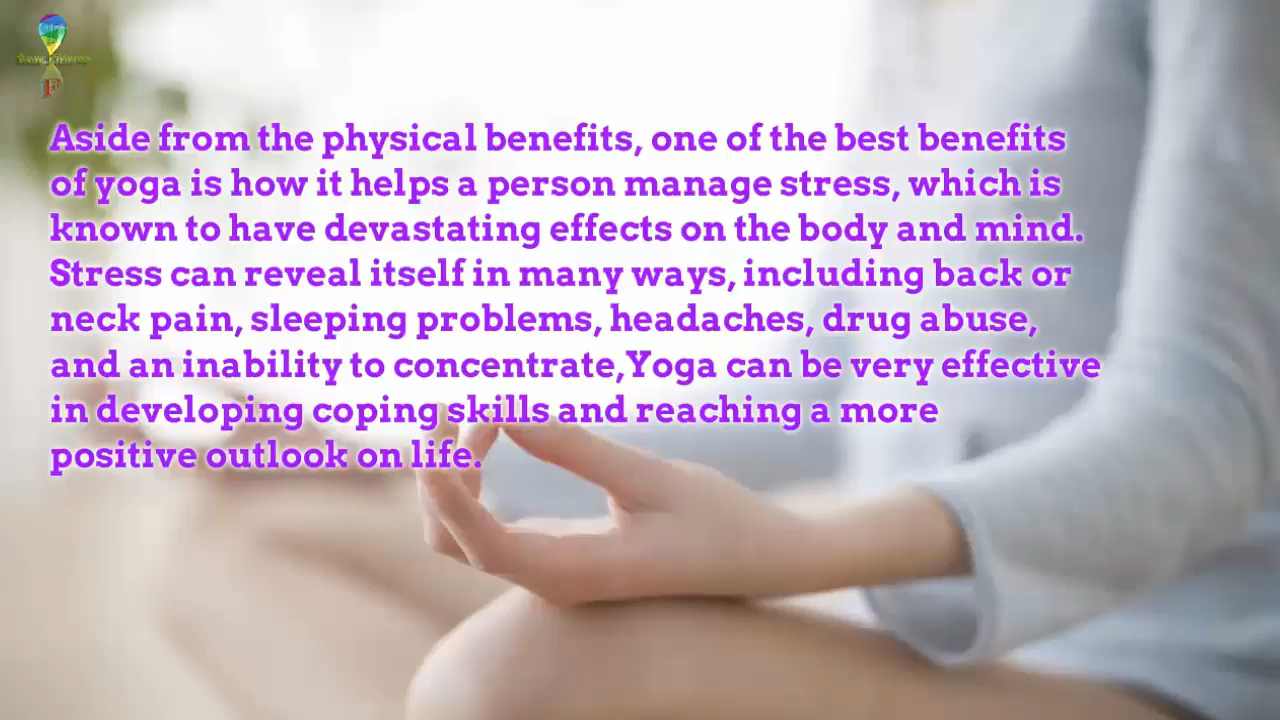 F
Aside from the physical benefits, one of the best benefits
of yoga is how it helps a person manage stress, which is
known to have devastating effects on the body and mind.
Stress can reveal itself in many ways, including back or
neck pain, sleeping problems, headaches, drug abuse,
and an inability to concentrate,Yoga can be very effective
in developing coping skills and reaching a more
positive outlook on life.